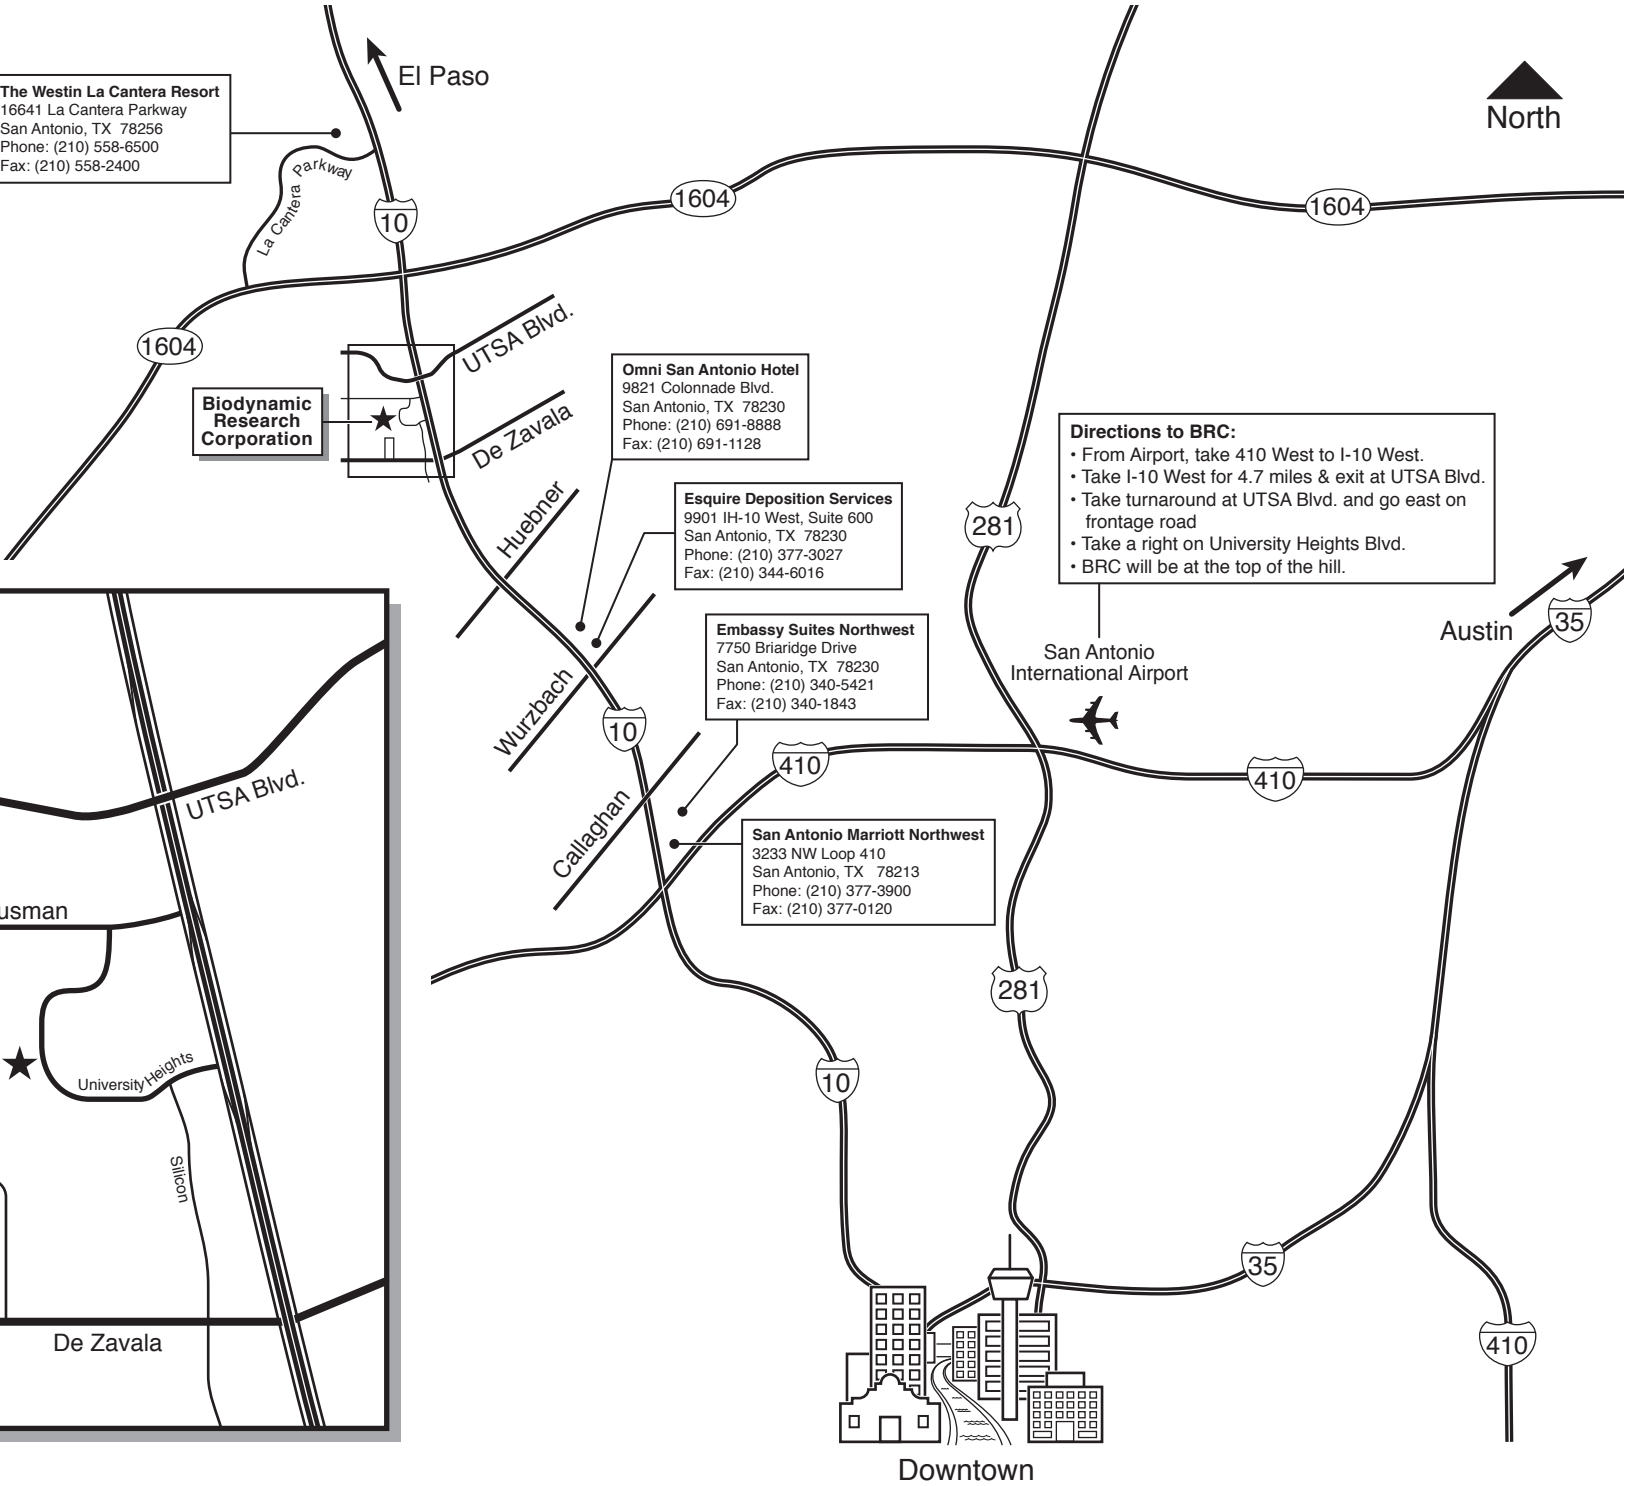 El Paso
North
The Westin La Cantera Resort
16641 La Cantera Parkway
San Antonio, TX 78256
Phone: (210) 558-6500
Fax: (210) 558-2400
La Cantera Parkway
10
1604
1604
1604
UTSA Blvd.
Biodynamic
Research
Corporation
De Zavala
Omni San Antonio Hotel
9821 Colonnade Blvd.
San Antonio, TX 78230
Phone: (210) 691-8888
Fax: (210) 691-1128
Huebner
Esquire Deposition Services
9901 IH-10 West, Suite 600
San Antonio, TX 78230
Phone: (210) 377-3027
Fax: (210) 344-6016
281
Directions to BRC:
• From Airport, take 410 West to I-10 West.
• Take I-10 West for 4.7 miles & exit at UTSA Blvd.
• Take turnaround at UTSA Blvd. and go east on
frontage road
• Take a right on University Heights Blvd.
• BRC will be at the top of the hill.
Austin
35
San Antonio
International Airport
Embassy Suites Northwest
7750 Briaridge Drive
San Antonio, TX 78230
Phone: (210) 340-5421
Fax: (210) 340-1843
Wurzbach
10
410
410
Callaghan
San Antonio Marriott Northwest
3233 NW Loop 410
San Antonio, TX 78213
Phone: (210) 377-3900
Fax: (210) 377-0120
UTSA Blvd.
usman
University Heights
Silicon
De Zavala
281
10
35
410
Downtown